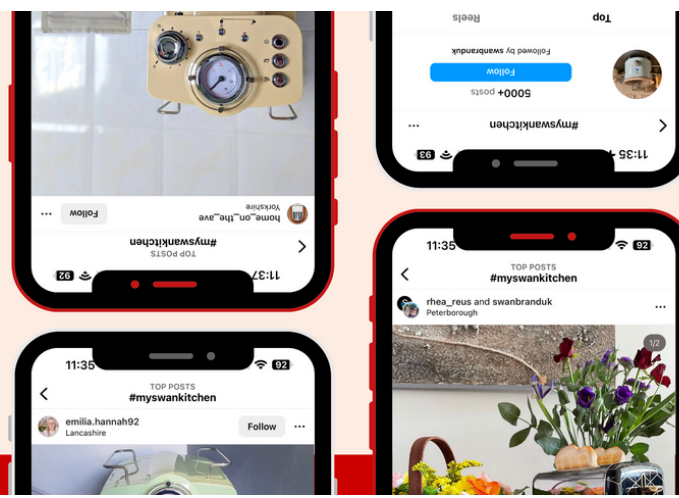 Follow
home_on_the_ave
Yorkshire
TOP POSTS
#myswankitchen
11:37
92
Top
Reels
Followed by swanbranduk
Follow
5000+ posts
#myswankitchen
11:35
93
11:35
92
TOP POSTS
#myswankitchen
emilia.hannah92
Lancashire
Follow
11:35
92
TOP POSTS
#myswankitchen
rhea_reus and swanbranduk
Peterborough
1/2